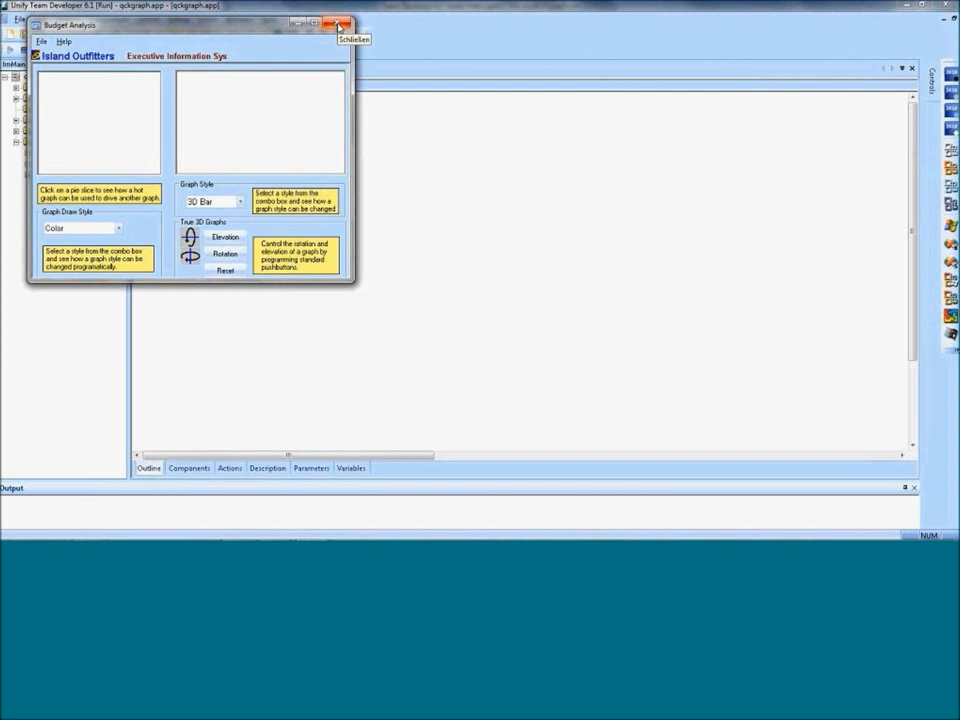 Unify Team Developer 6.1 [Run] - qckgraph.app - [qckgraph.app]
Budget Analysis
Schließen
File Help
Island Outfitters Executive Information Sys
Click on a pie slice to see how a hot
graph can be used to drive another graph.
Graph Draw Style
Color
Select a style from the combo box
and see how a graph style can be
changed programatically.
Graph Style
3D Bar
Select a style from the
combo box and see how a
graph style can be changed
True 3D Graphs
Elevation
Rotation
Reset
Control the rotation and
elevation of a graph by
programming standard
pushbuttons.
Controls
Outline Components Actions Description Parameters Variables
Output
NUM